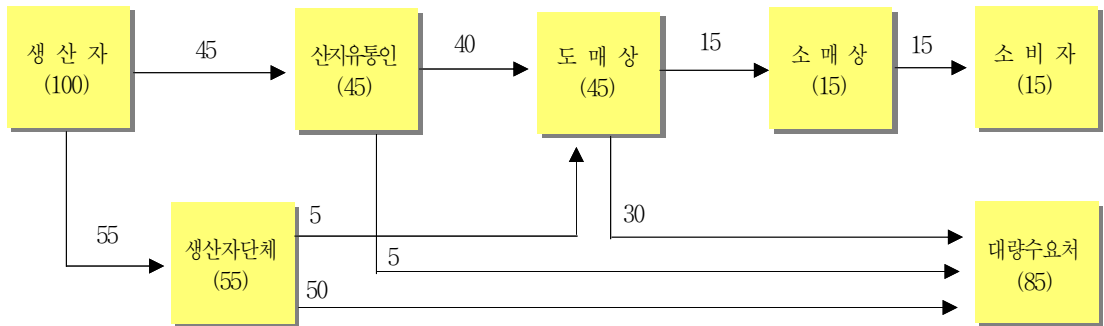 생 산 자
(100)
45
산지유통인
(45)
40
도 매 상
(45)
15
소 매 상
(15)
15
소 비 자
(15)
55
생산자단체
(55)
5
5
50
30
대량수요처
(85)